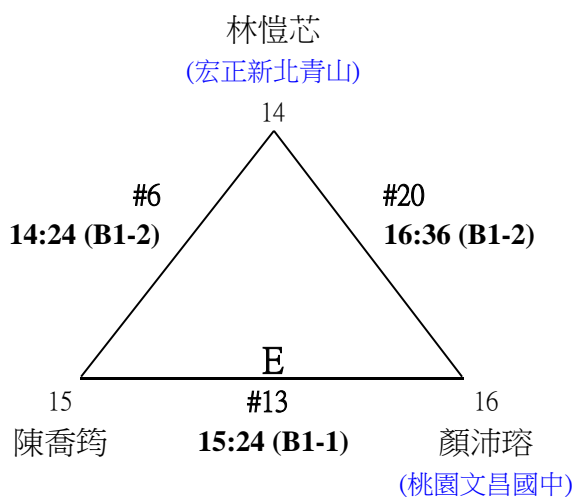 林愷芯
(宏正新北青山)
14
#6
#20
14:24 (B1-2)
16:36 (B1-2)
E
15
#13
16
陳喬筠
15:24 (B1-1)
顏沛瑢
(桃園文昌國中)